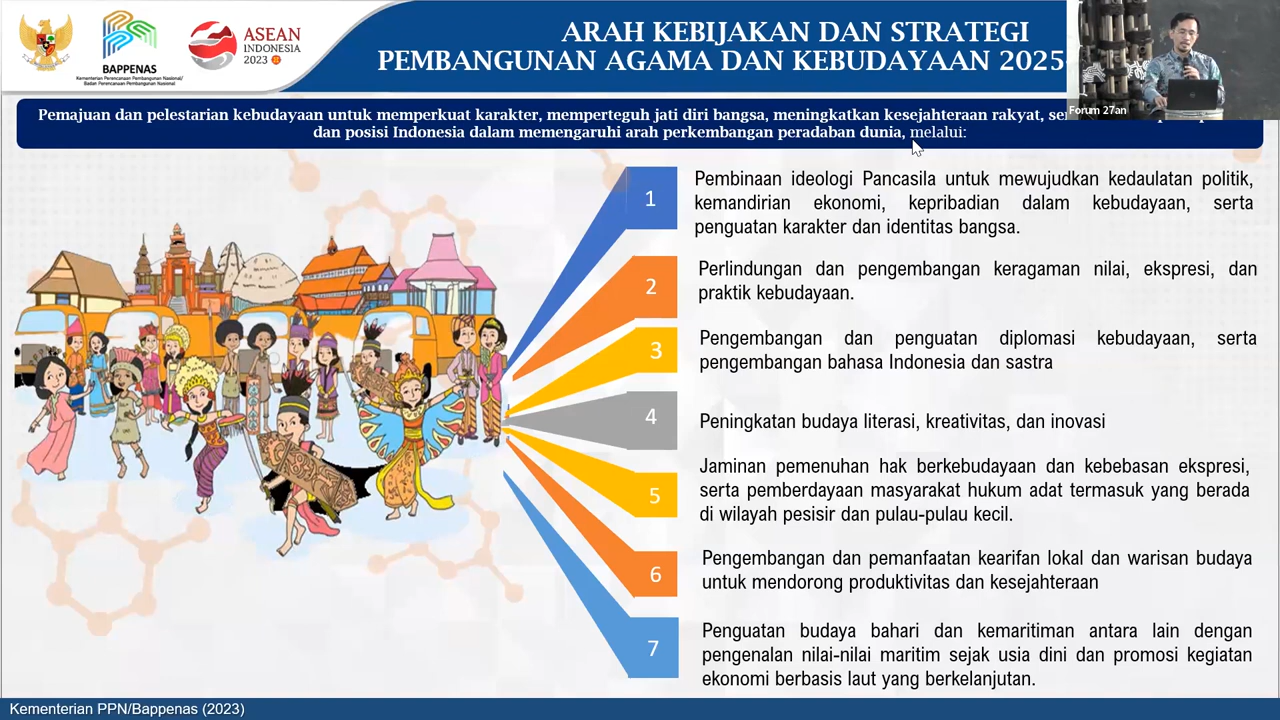 BAPPENAS
Kementerian Perencanaan Pembangunan Nasional/
Badan Perencanaan Pembangunan Nasional
ASEAN
INDONESIA
2023
ARAH KEBIJAKAN DAN STRATEGI
PEMBANGUNAN AGAMA DAN KEBUDAYAAN 2025
Forum 27an
Pemajuan dan pelestarian kebudayaan untuk memperkuat karakter, memperteguh jati diri bangsa, meningkatkan kesejahteraan rakyat,
dan posisi Indonesia dalam memengaruhi arah perkembangan peradaban dunia, melalui:
1
Pembinaan ideologi Pancasila untuk mewujudkan kedaulatan politik,
kemandirian ekonomi, kepribadian dalam kebudayaan, serta
penguatan karakter dan identitas bangsa.
2
Perlindungan dan pengembangan keragaman nilai, ekspresi, dan
praktik kebudayaan.
3
Pengembangan dan penguatan diplomasi kebudayaan, serta
pengembangan bahasa Indonesia dan sastra
4
Peningkatan budaya literasi, kreativitas, dan inovasi
5
Jaminan pemenuhan hak berkebudayaan dan kebebasan ekspresi,
serta pemberdayaan masyarakat hukum adat termasuk yang berada
di wilayah pesisir dan pulau-pulau kecil.
6
Pengembangan dan pemanfaatan kearifan lokal dan warisan budaya
untuk mendorong produktivitas dan kesejahteraan
7
Penguatan budaya bahari dan kemaritiman antara lain dengan
pengenalan nilai-nilai maritim sejak usia dini dan promosi kegiatan
ekonomi berbasis laut yang berkelanjutan.
Kementerian PPN/Bappenas (2023)